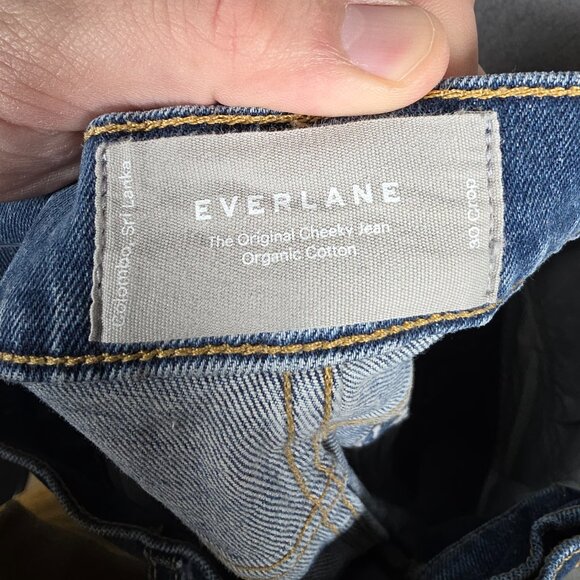 EVERLANE
The Original Cheeky Jean
Organic Cotton
Colombo, Sri Lanka
30 Crop